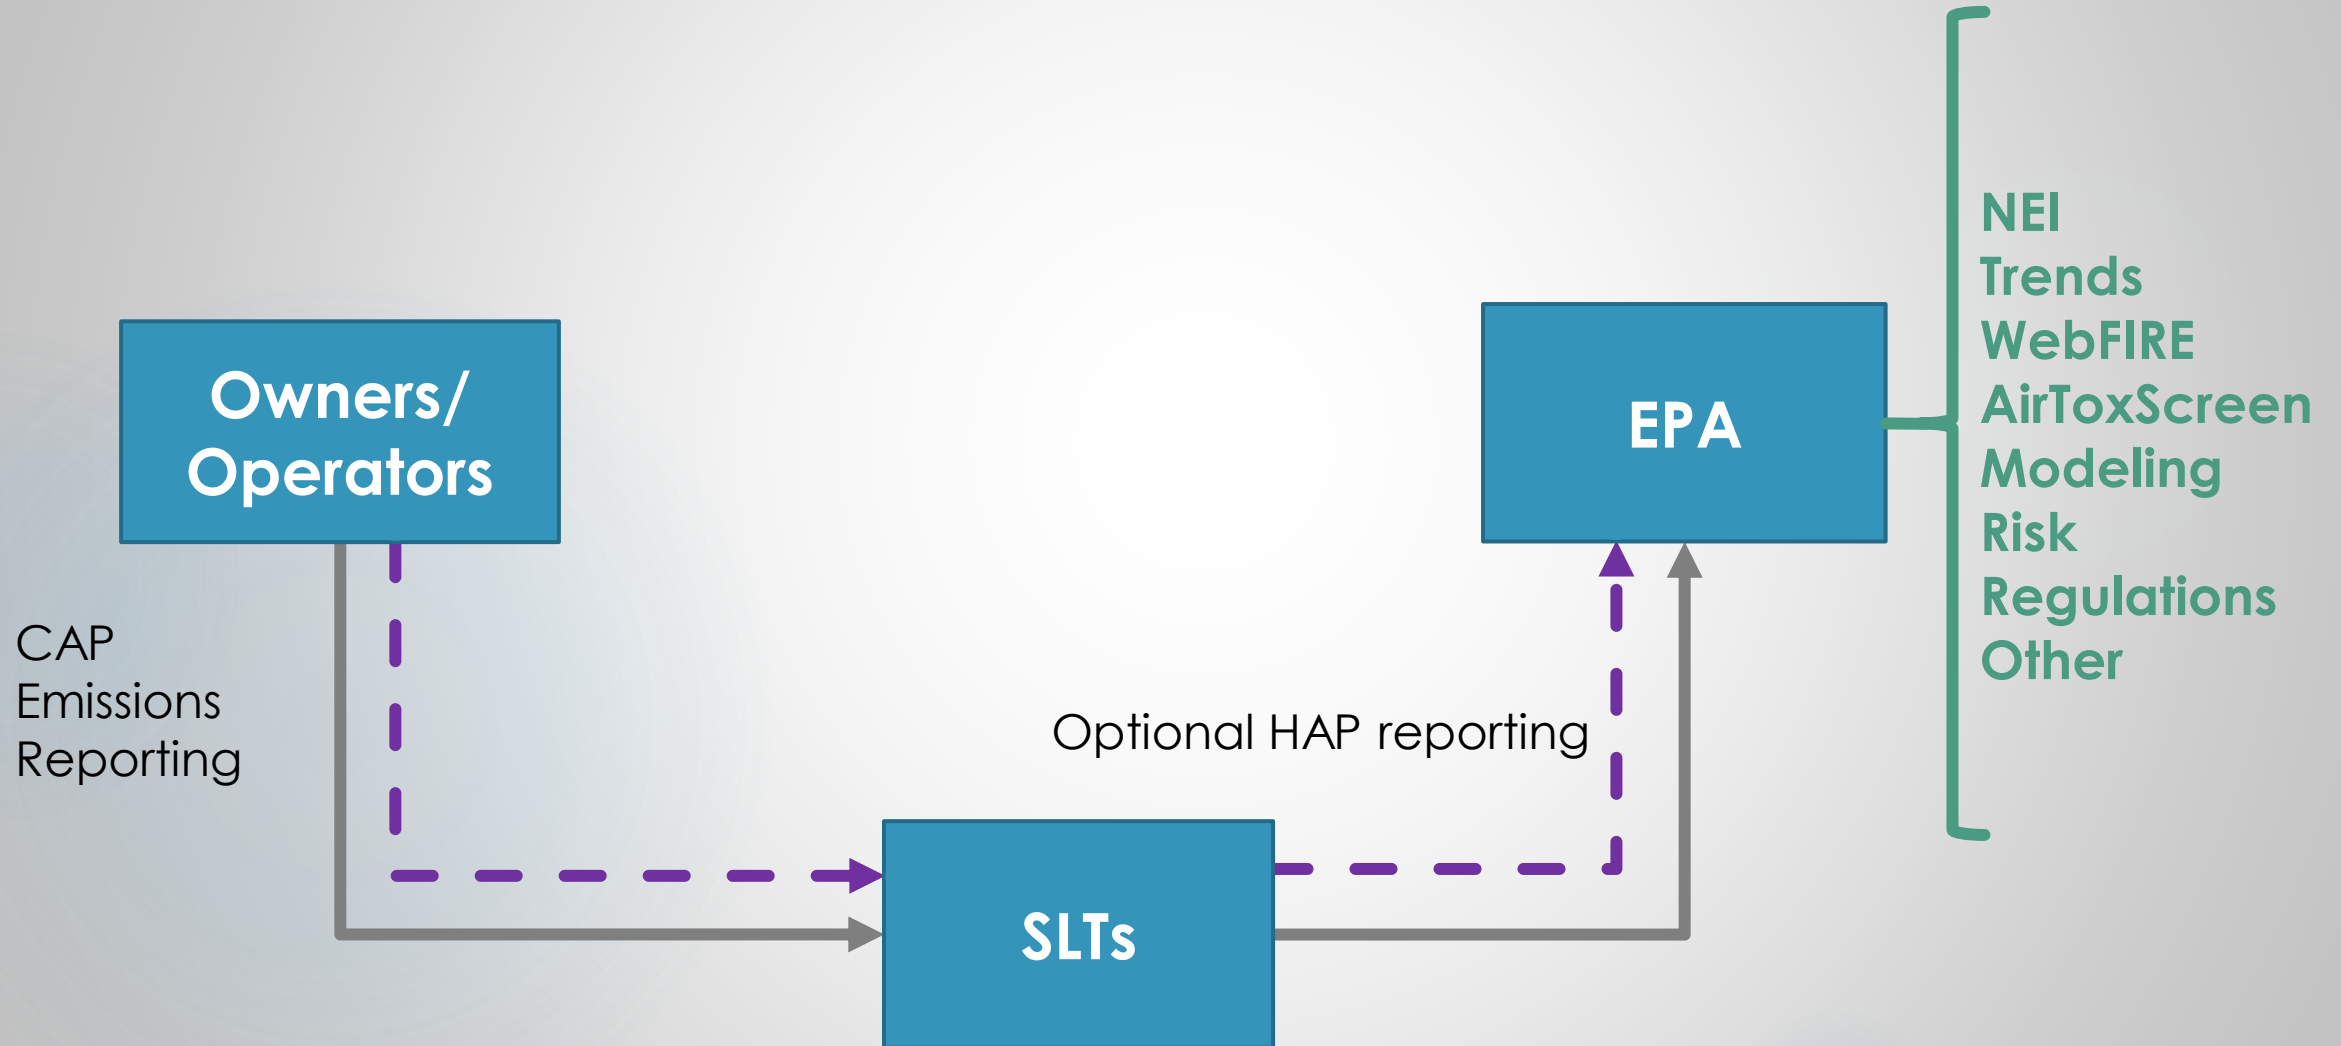 Owners/
Operators
CAP
Emissions
Reporting
SLTs
Optional HAP reporting
EPA
NEI
Trends
WebFIRE
AirToxScreen
Modeling
Risk
Regulations
Other